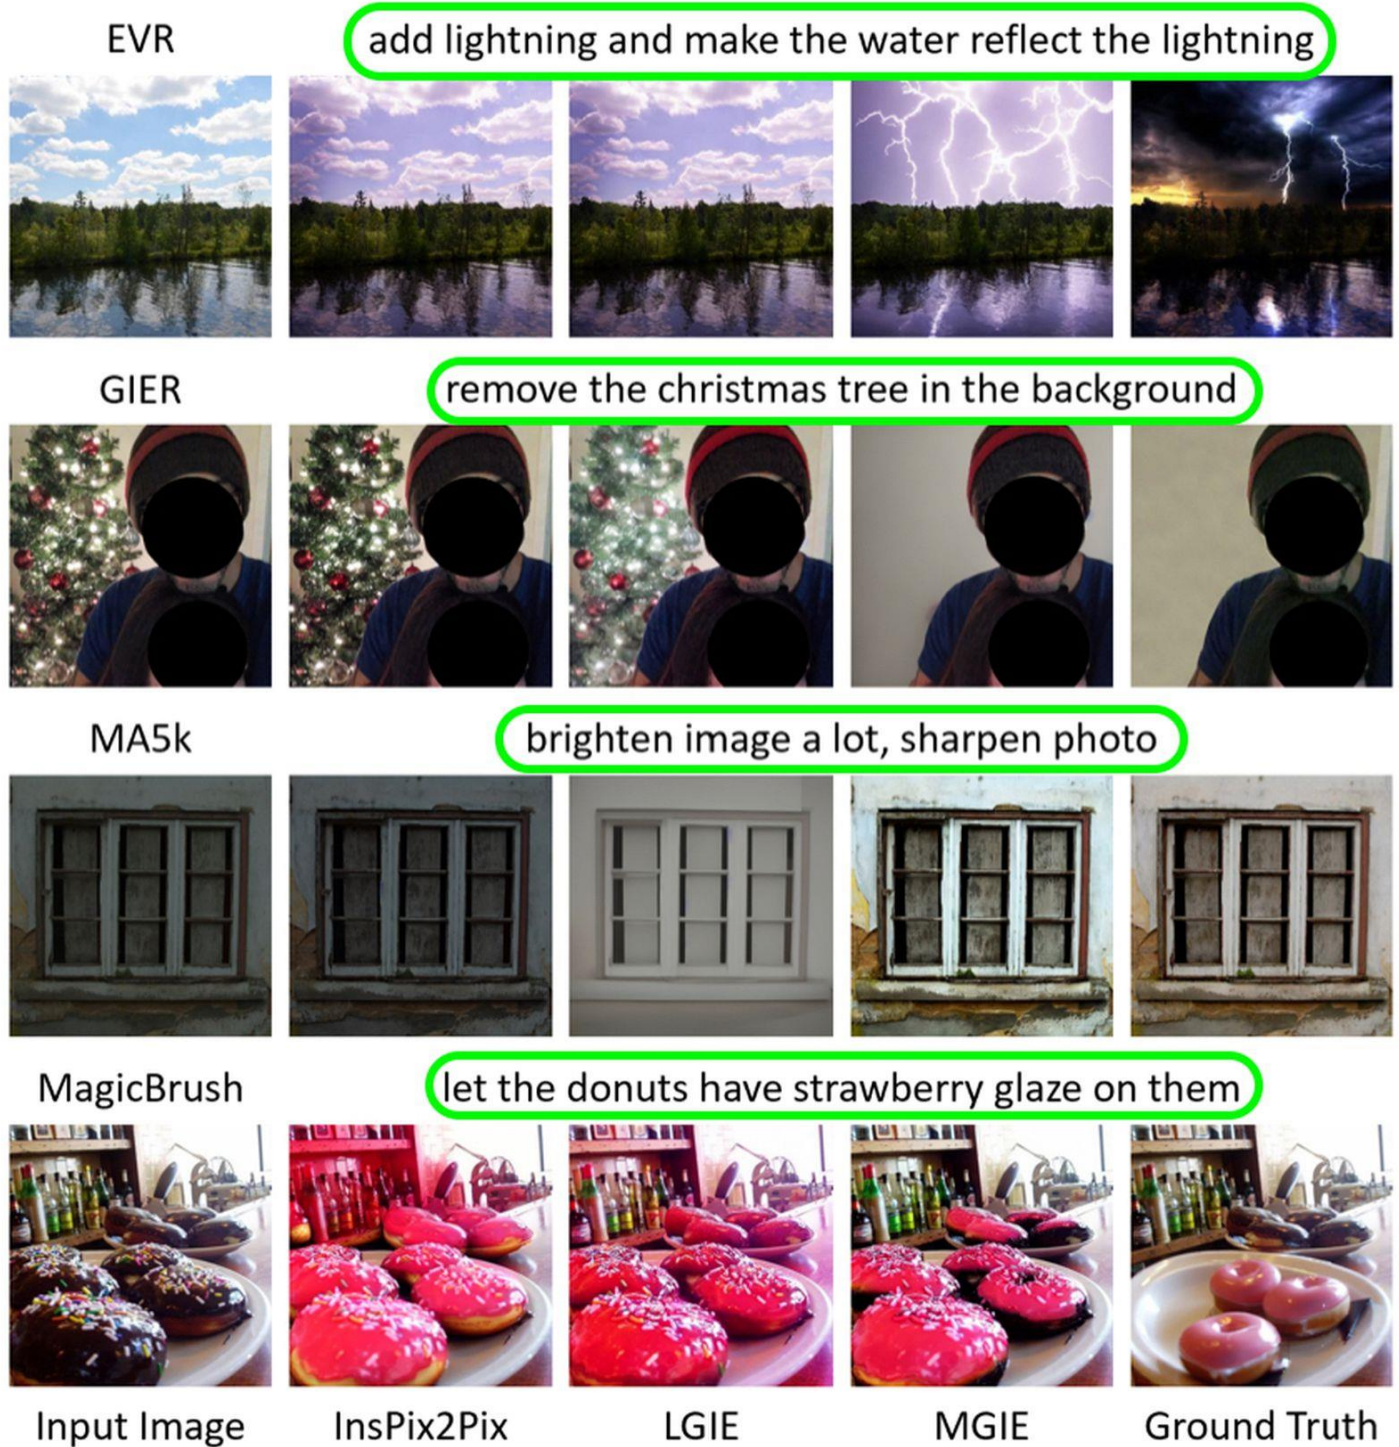 EVR
add lightning and make the water reflect the lightning
GIER
remove the christmas tree in the background
MA5k
brighten image a lot, sharpen photo
MagicBrush
let the donuts have strawberry glaze on them
Input Image
InsPix2Pix
LGIE
MGIE
Ground Truth